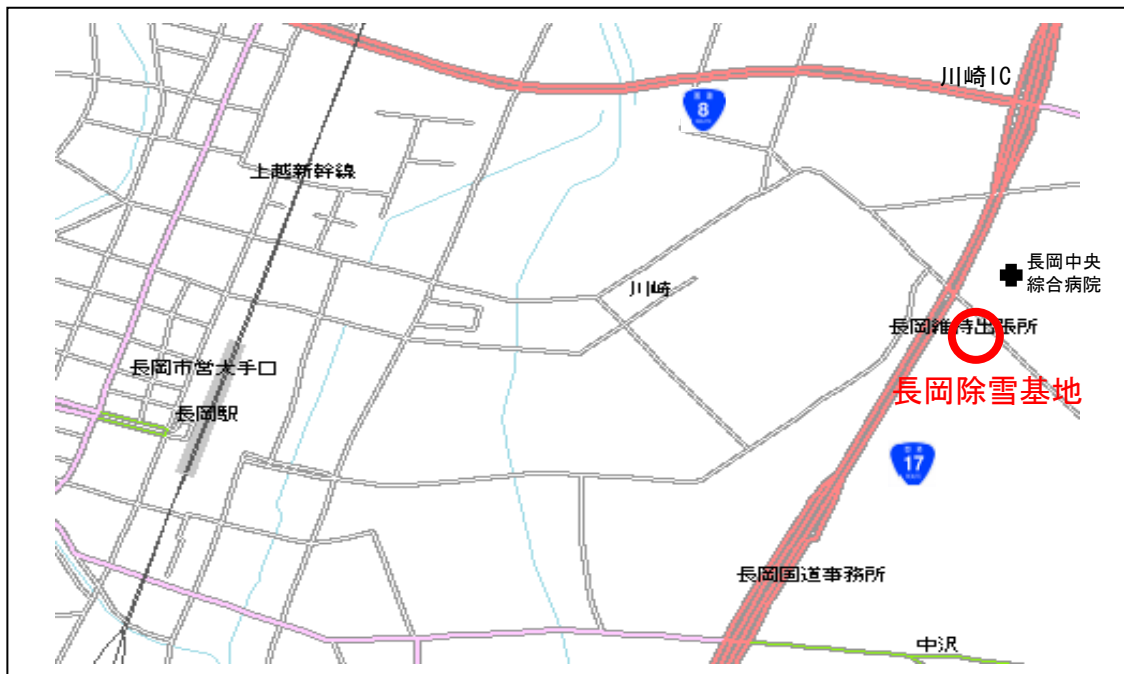 川崎IC
8
上越新幹線
長岡中央
綜合病院
川崎
長岡維持出張所
長岡市営大手口
長岡除雪基地
長岡駅
17
長岡国道事務所
中沢